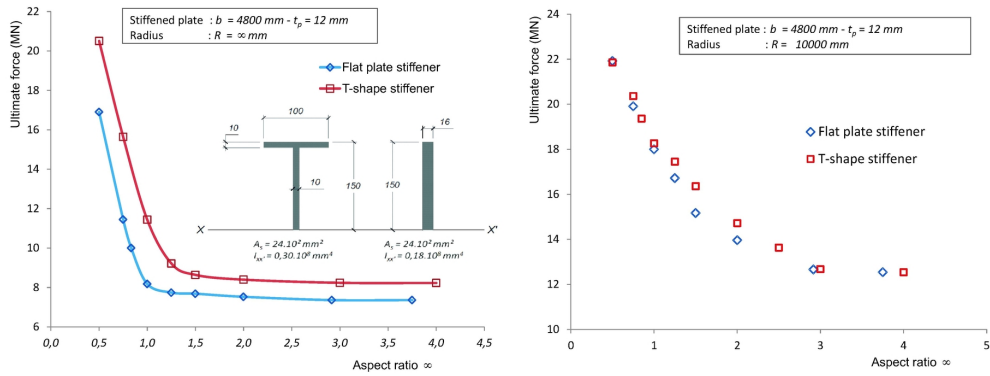 Stiffened plate : b = 4800 mm - tp = 12 mm
Radius : R = ∞ mm
Ultimate force (MN)
22
20
18
16
14
12
10
8
6
Flat plate stiffener
T-shape stiffener
100
10
10
150
16
150
X
X'
As = 24.10² mm²
Ixx' = 0,30.10⁸ mm⁴
As = 24.10² mm²
Ixx' = 0,18.10⁸ mm⁴
0,0 0,5 1,0 1,5 2,0 2,5 3,0 3,5 4,0 4,5
Aspect ratio ∞
Stiffened plate : b = 4800 mm - tp = 12 mm
Radius : R = 10000 mm
Ultimate force (MN)
24
22
20
18
16
14
12
10
Flat plate stiffener
T-shape stiffener
0 1 2 3 4 5
Aspect ratio ∞